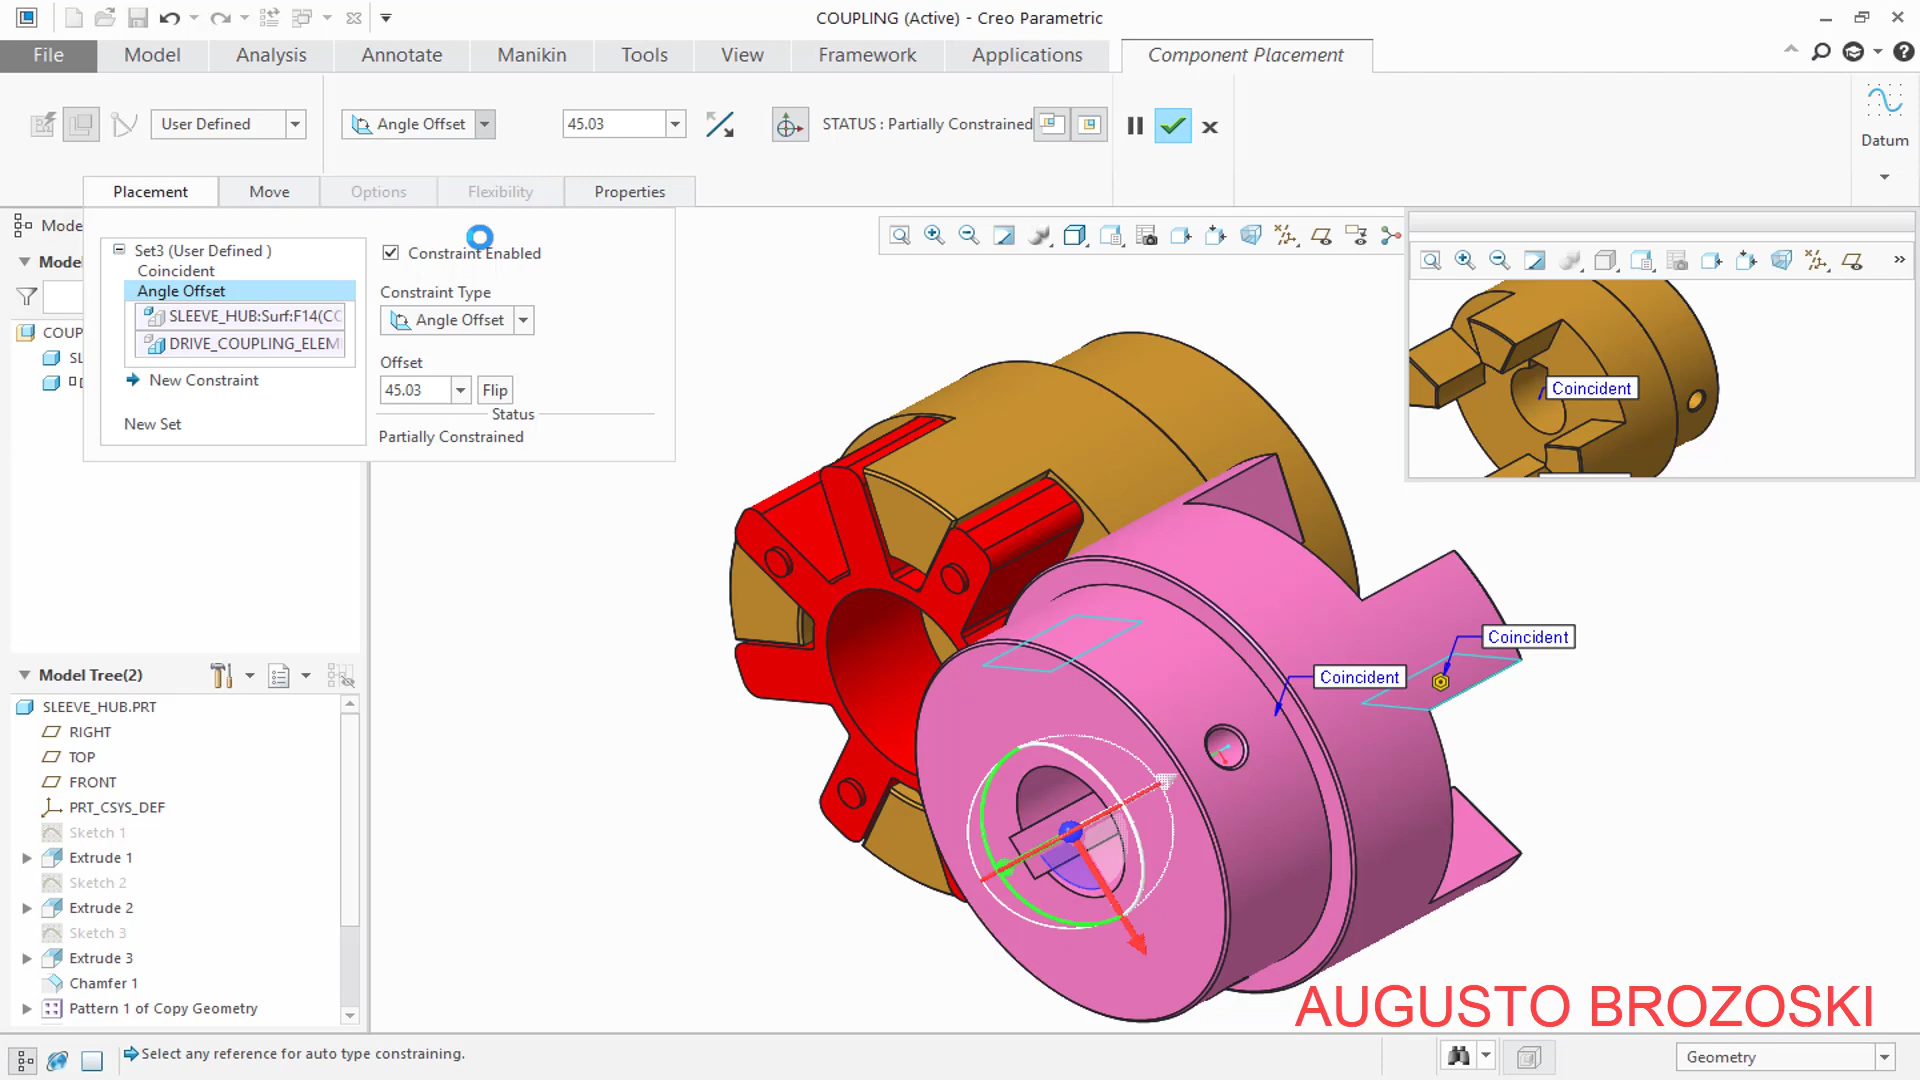 COUPLING (Active) - Creo Parametric
File
Model
Analysis
Annotate
Manikin
Tools
View
Framework
Applications
Component Placement
User Defined
Angle Offset
45.03
STATUS : Partially Constrained
Datum
Placement
Move
Options
Flexibility
Properties
Mode
Model
COUP
SL
D
Set3 (User Defined )
Coincident
Angle Offset
SLEEVE_HUB:Surf:F14(CC
DRIVE_COUPLING_ELEM
New Constraint
New Set
Constraint Enabled
Constraint Type
Angle Offset
Offset
45.03
Flip
Status
Partially Constrained
Coincident
Coincident
Coincident
Model Tree(2)
SLEEVE_HUB.PRT
RIGHT
TOP
FRONT
PRT_CSYS_DEF
Sketch 1
Extrude 1
Sketch 2
Extrude 2
Sketch 3
Extrude 3
Chamfer 1
Pattern 1 of Copy Geometry
AUGUSTO BROZOSKI
Select any reference for auto type constraining.
Geometry